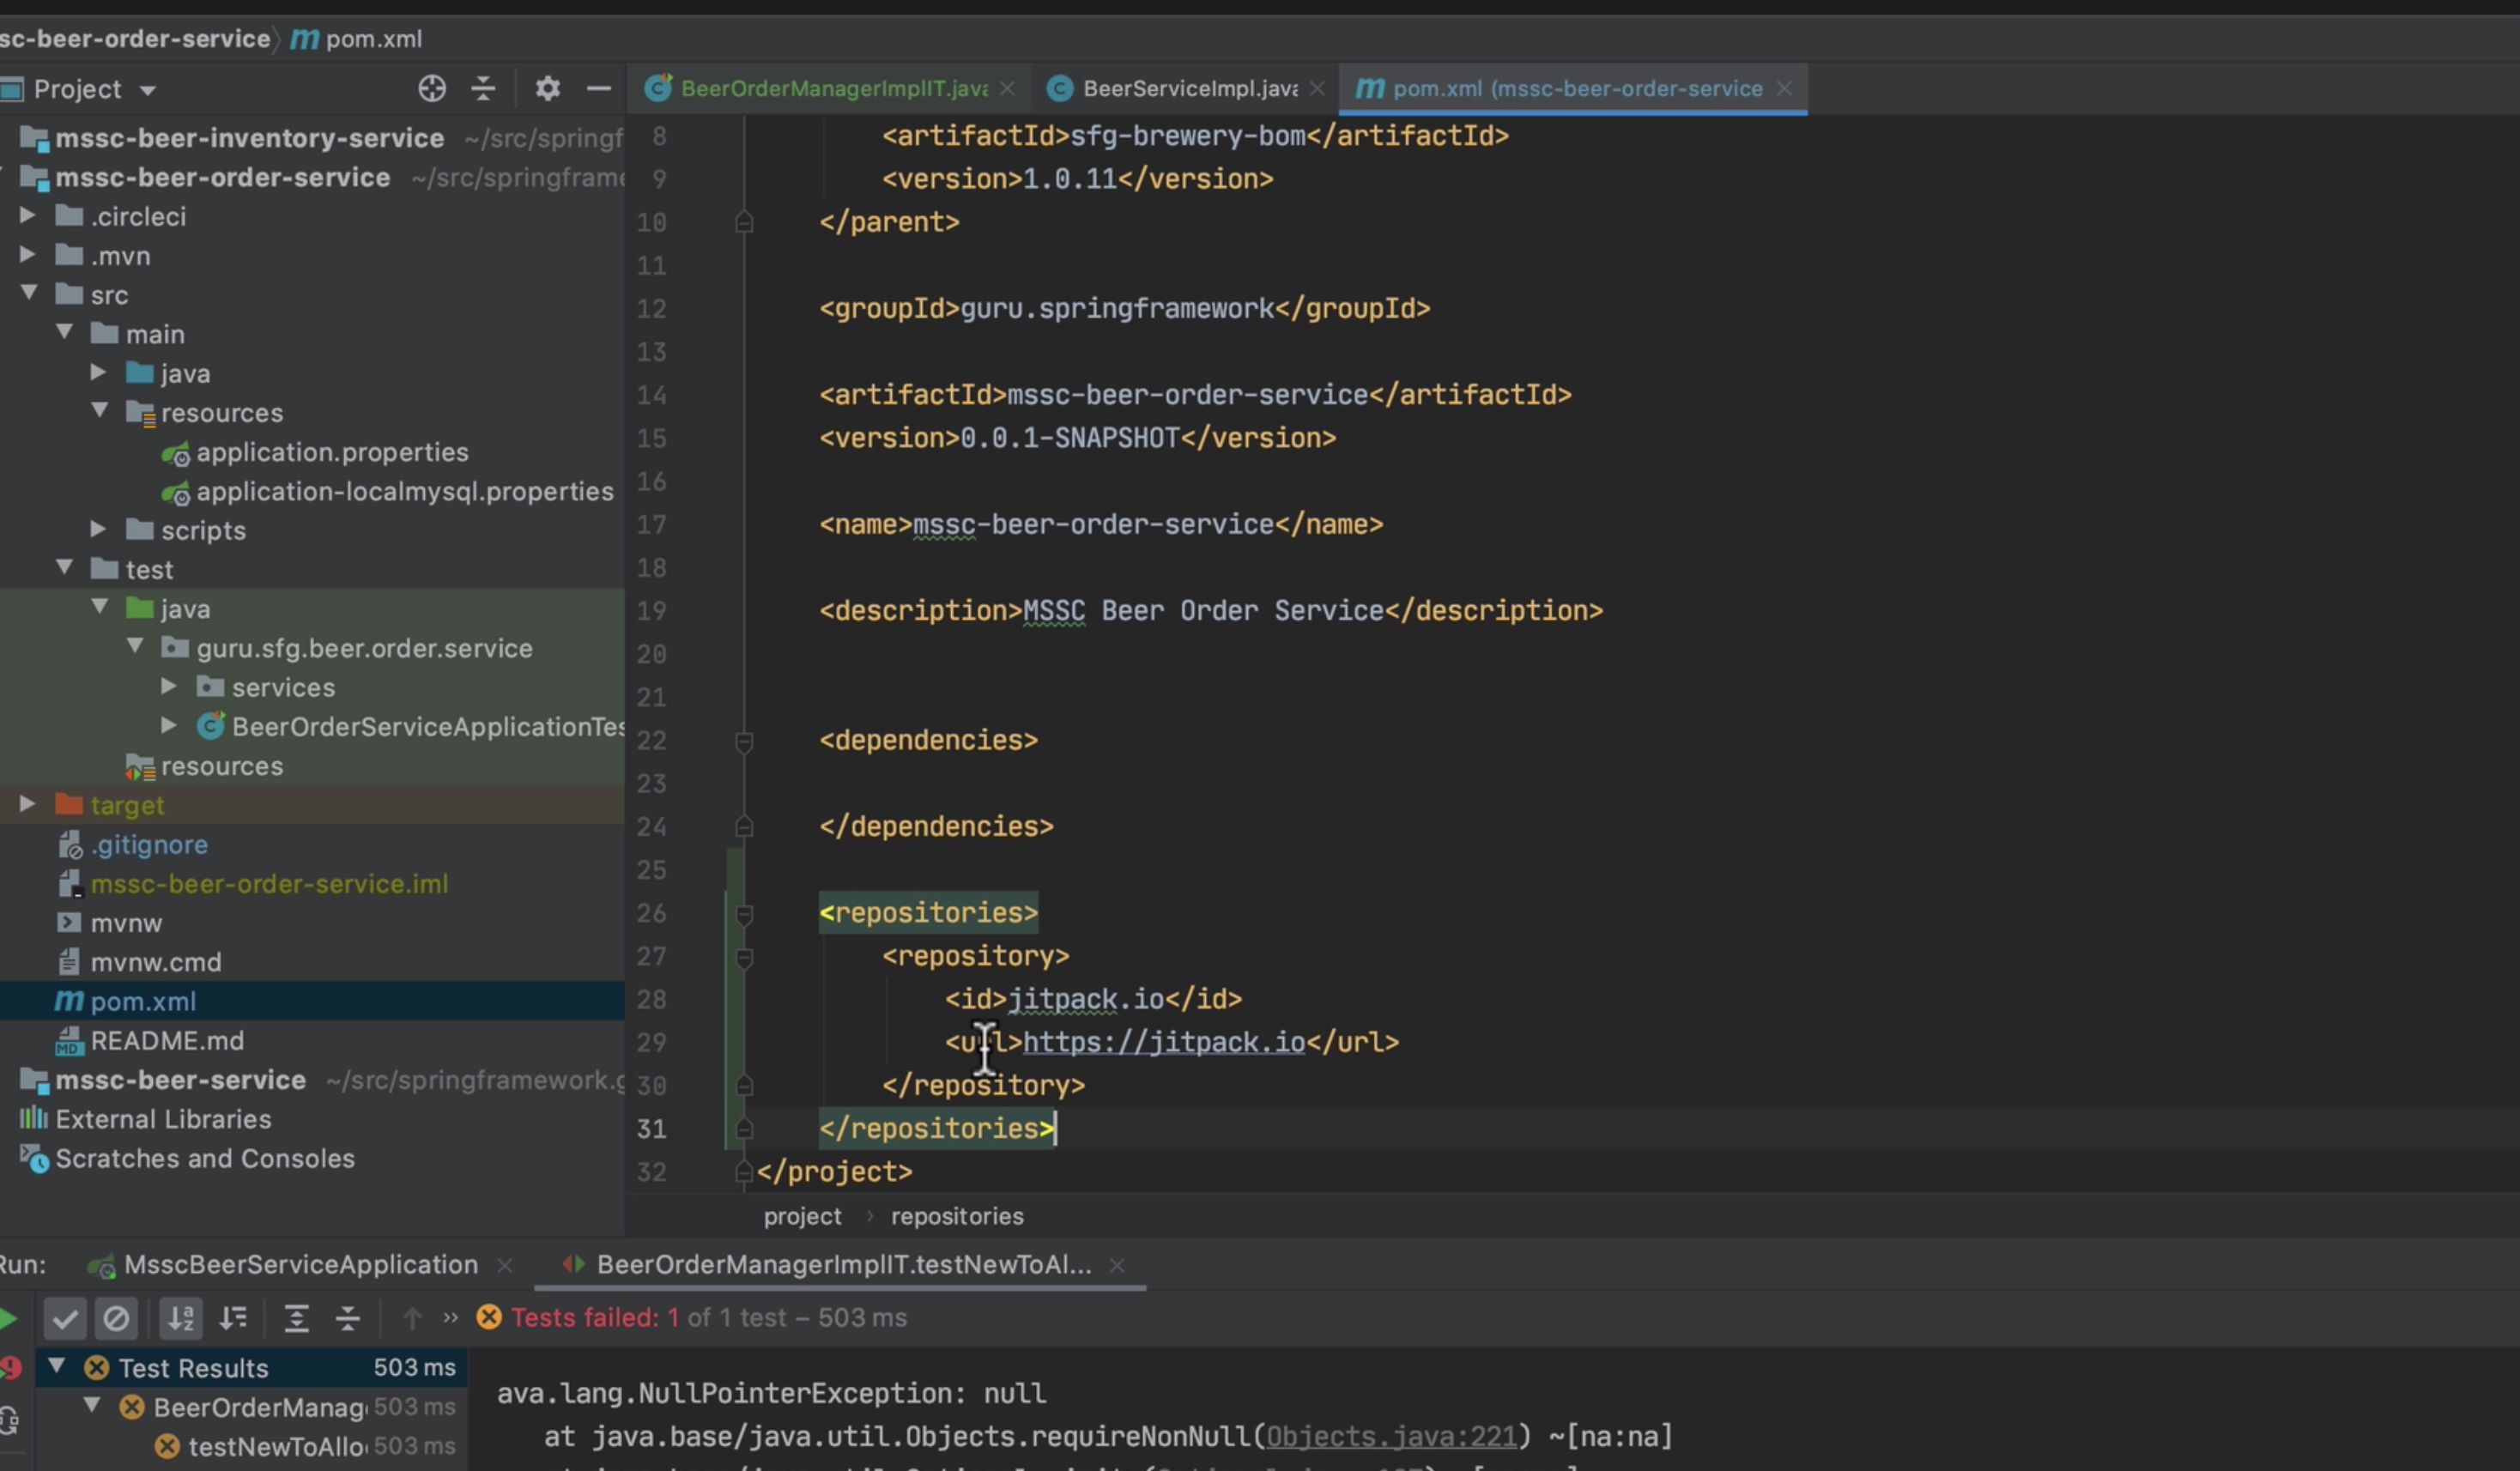 sc-beer-order-service pom.xml
Project
BeerOrderManagerImplIT.java
BeerServiceImpl.java
pom.xml (mssc-beer-order-service
mssc-beer-inventory-service ~/src/springf
mssc-beer-order-service ~/src/springframe
.circleci
.mvn
src
main
java
resources
application.properties
application-localmysql.properties
scripts
test
java
guru.sfg.beer.order.service
services
BeerOrderServiceApplicationTes
resources
target
.gitignore
mssc-beer-order-service.iml
mvnw
mvnw.cmd
pom.xml
README.md
mssc-beer-service ~/src/springframework.g
External Libraries
Scratches and Consoles
8 <artifactId>sfg-brewery-bom</artifactId>
9 <version>1.0.11</version>
10 </parent>
11
12 <groupId>guru.springframework</groupId>
13
14 <artifactId>mssc-beer-order-service</artifactId>
15 <version>0.0.1-SNAPSHOT</version>
16
17 <name>mssc-beer-order-service</name>
18
19 <description>MSSC Beer Order Service</description>
20
21
22 <dependencies>
23
24 </dependencies>
25
26 <repositories>
27 <repository>
28 <id>jitpack.io</id>
29 <url>https://jitpack.io</url>
30 </repository>
31 </repositories>
32 </project>
project › repositories
Run: MsscBeerServiceApplication BeerOrderManagerImplIT.testNewToAl...
Tests failed: 1 of 1 test – 503 ms
Test Results 503 ms
BeerOrderManag 503 ms
testNewToAllo 503 ms
ava.lang.NullPointerException: null
at java.base/java.util.Objects.requireNonNull(Objects.java:221) ~[na:na]